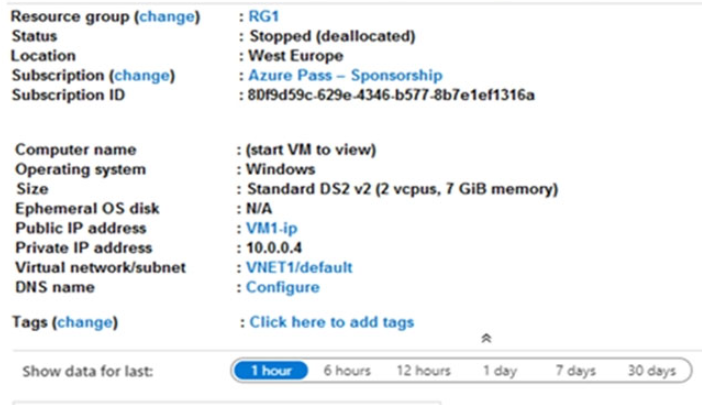 Resource group (change) : RG1
Status : Stopped (deallocated)
Location : West Europe
Subscription (change) : Azure Pass – Sponsorship
Subscription ID : 80f9d59c-629e-4346-b577-8b7e1ef1316a
Computer name : (start VM to view)
Operating system : Windows
Size : Standard DS2 v2 (2 vcpus, 7 GiB memory)
Ephemeral OS disk : N/A
Public IP address : VM1-ip
Private IP address : 10.0.0.4
Virtual network/subnet : VNET1/default
DNS name : Configure
Tags (change) : Click here to add tags
Show data for last: 1 hour 6 hours 12 hours 1 day 7 days 30 days